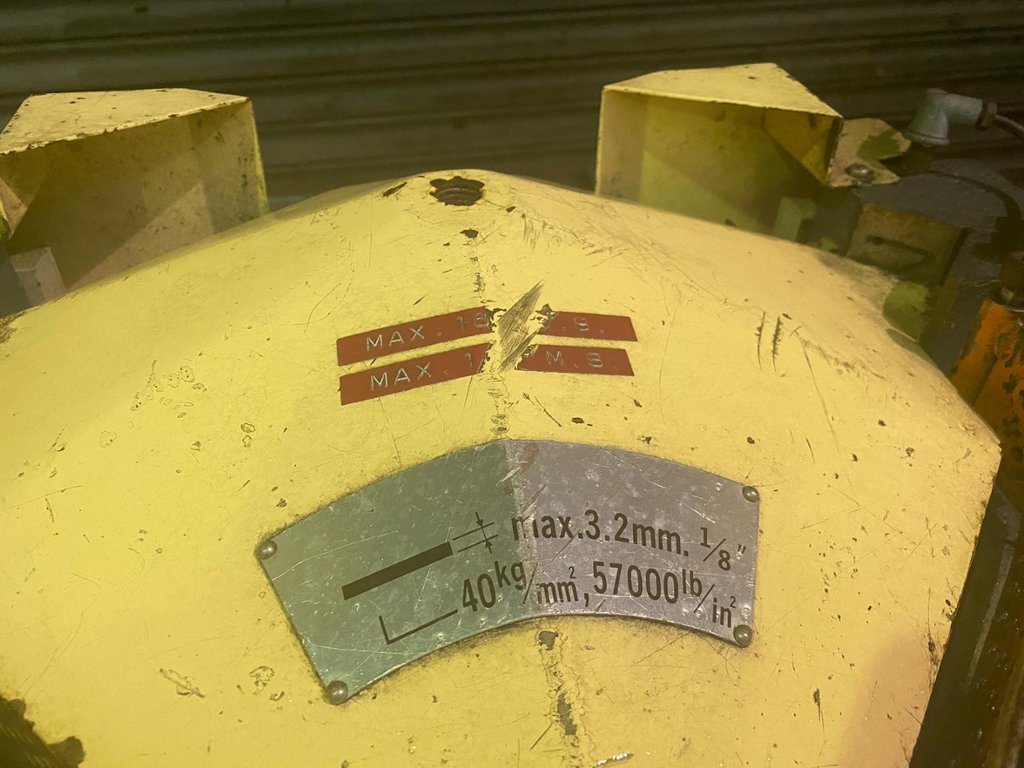 MAX. S.
MAX. M.S.
max.3.2mm. 1/8"
40kg/mm², 57000lb/in²